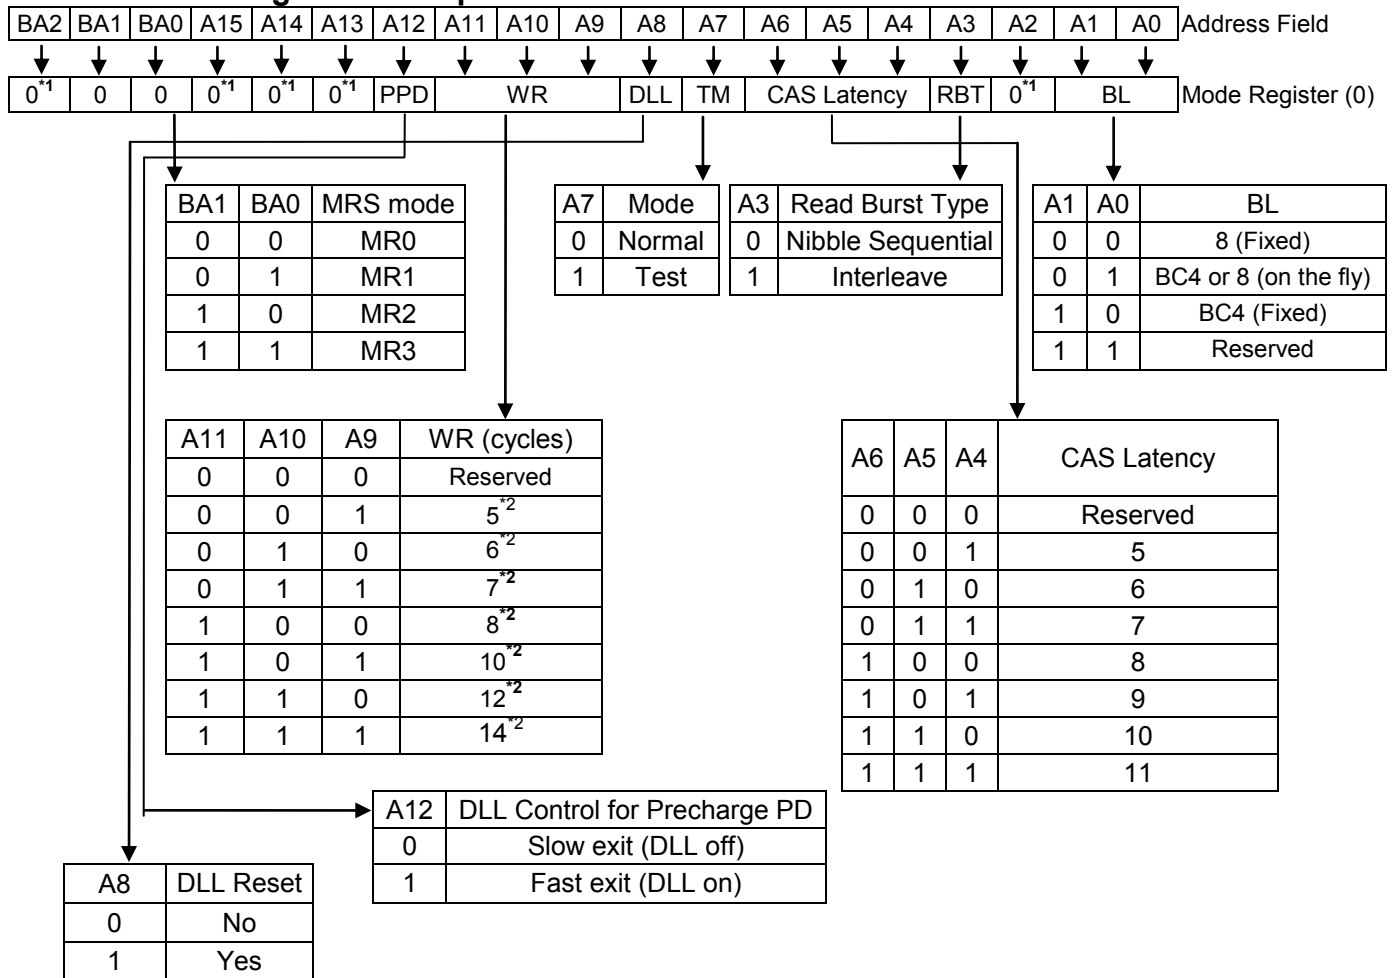 BA2 BA1 BA0 A15 A14 A13 A12 A11 A10 A9 A8 A7 A6 A5 A4 A3 A2 A1 A0 Address Field
0*1 0 0 0*1 0*1 0*1 PPD WR DLL TM CAS Latency RBT 0*1 BL Mode Register (0)
BA1 BA0 MRS mode
0 0 MR0
0 1 MR1
1 0 MR2
1 1 MR3
A7 Mode
0 Normal
1 Test
A3 Read Burst Type
0 Nibble Sequential
1 Interleave
A1 A0 BL
0 0 8 (Fixed)
0 1 BC4 or 8 (on the fly)
1 0 BC4 (Fixed)
1 1 Reserved
A11 A10 A9 WR (cycles)
0 0 0 Reserved
0 0 1 5*2
0 1 0 6*2
0 1 1 7*2
1 0 0 8*2
1 0 1 10*2
1 1 0 12*2
1 1 1 14*2
A6 A5 A4 CAS Latency
0 0 0 Reserved
0 0 1 5
0 1 0 6
0 1 1 7
1 0 0 8
1 0 1 9
1 1 0 10
1 1 1 11
A12 DLL Control for Precharge PD
0 Slow exit (DLL off)
1 Fast exit (DLL on)
A8 DLL Reset
0 No
1 Yes